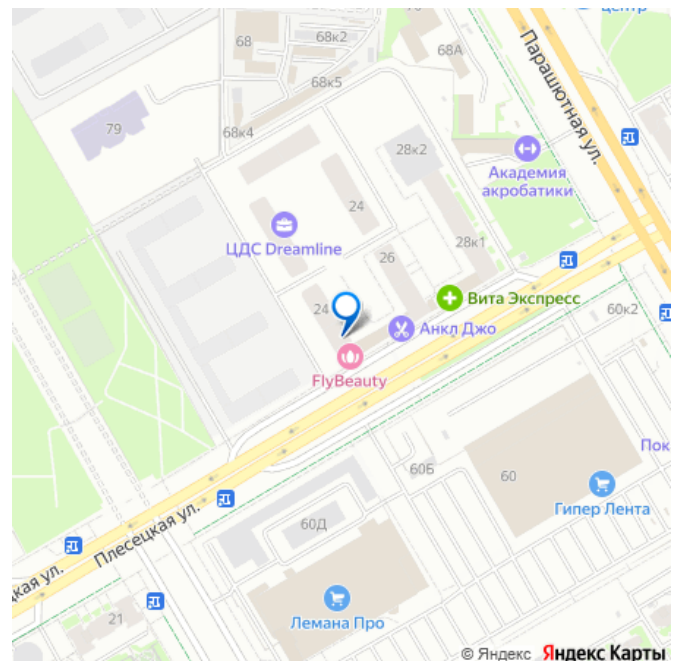 центр
68к2
68
68А
68к5
Парашютная ул.
79
68к4
28к2
Академия
акробатики
24
ЦДС Dreamline
28к1
26
Вита Экспресс
24
60к2
Анкл Джо
FlyBeauty
Пок
60Б
60
Гипер Лента
Плесецкая ул.
60Д
кая ул.
21
Лемана Про
© Яндекс Яндекс Карты